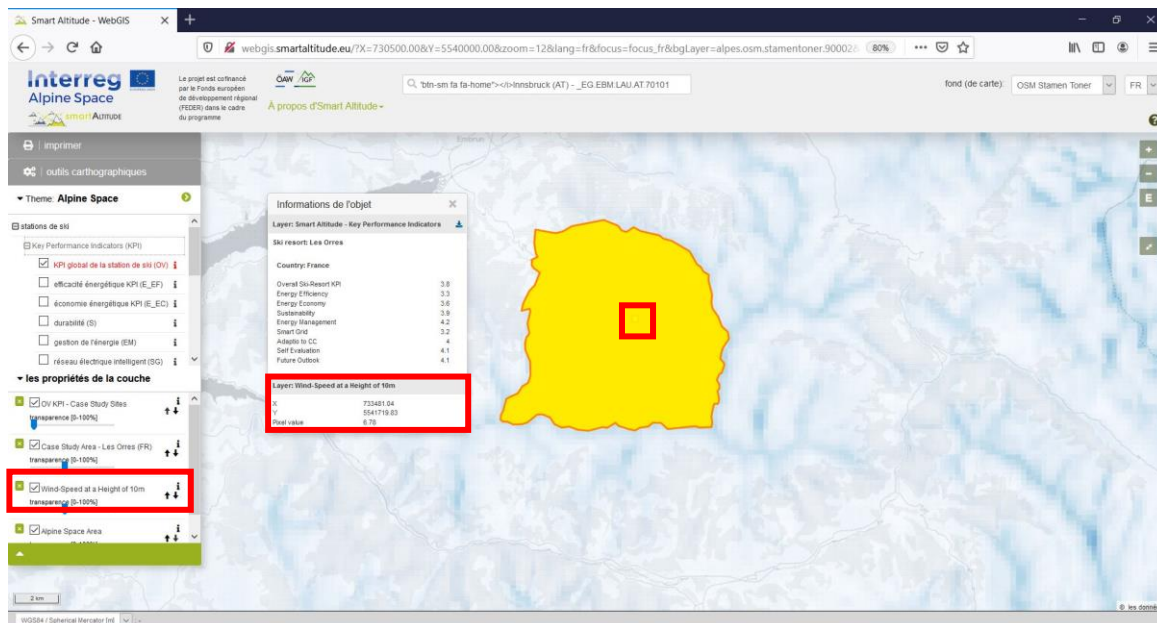 Smart Altitude - WebGIS
webgis.smartaltitude.eu/?X=730500.00&Y=5540000.00&zoom=12&lang=fr&focus=focus_fr&bgLayer=alpes.osm.stamentoner.90002
80%
Interreg
Alpine Space
smartAltitude
Le projet est cofinancé
par le Fonds européen
de développement régional
(FEDER) dans le cadre
du programme
ÖAW IGF
À propos d'Smart Altitude
"btn-sm fa fa-home"></i>Innsbruck (AT) - _EG.EBM:LAU.AT.70101
fond (de carte):
OSM Stamen Toner
FR
imprimer
outils cartographiques
Theme: Alpine Space
stations de ski
Key Performance Indicators (KPI)
KPI global de la station de ski (OV)
efficacité énergétique KPI (E_EF)
économie énergétique KPI (E_EC)
durabilité (S)
gestion de l'énergie (EM)
réseau électrique intelligent (SG)
les propriétés de la couche
OV KPI - Case Study Sites
transparence [0-100%]
Case Study Area - Les Orres (FR)
transparence [0-100%]
Wind-Speed at a Height of 10m
transparence [0-100%]
Alpine Space Area
Informations de l'objet
Layer: Smart Altitude - Key Performance Indicators
Ski resort: Les Orres
Country: France
Overall Ski-Resort KPI 3.8
Energy Efficiency 3.3
Energy Economy 3.6
Sustainability 3.9
Energy Management 4.2
Smart Grid 3.2
Adaptio to CC 4
Self Evaluation 4.1
Future Outlook 4.1
Layer: Wind-Speed at a Height of 10m
X 733481.04
Y 5541719.83
Pixel value 6.78
E
2 km
© les donné
WGS84 / Spherical Mercator [m]